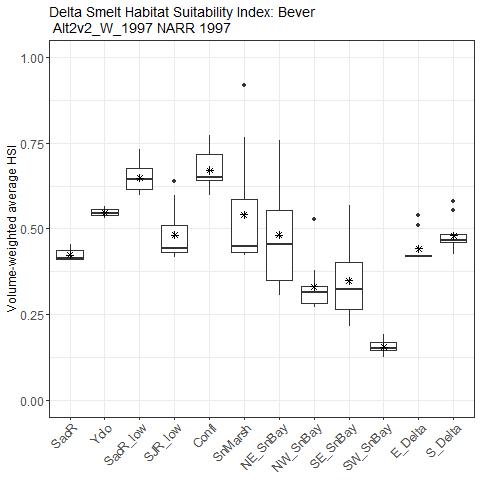 Delta Smelt Habitat Suitability Index: Bever
Alt2v2_W_1997 NARR 1997
Volume-weighted average HSI
1.00
0.75
0.50
0.25
0.00
SacR
Yolo
SacR_low
SJR_low
Confl
SnMarsh
NE_SnBay
NW_SnBay
SE_SnBay
SW_SnBay
E_Delta
S_Delta